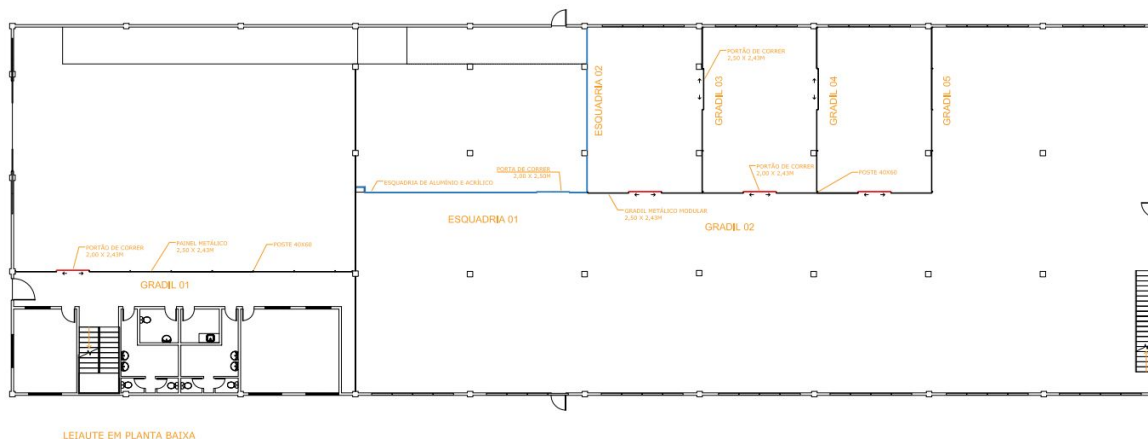 PORTÃO DE CORRER
2,50 X 2,43M
ESQUADRIA 02
GRADIL 03
GRADIL 04
GRADIL 05
ESQUADRIA DE ALUMÍNIO E ACRÍLICO
PORTA DE CORRER
2,00 X 2,50M
PORTÃO DE CORRER
2,00 X 2,43M
POSTE 40X60
ESQUADRIA 01
GRADIL METÁLICO MODULAR
2,50 X 2,43M
GRADIL 02
PORTÃO DE CORRER
2,00 X 2,43M
PAINEL METÁLICO
2,50 X 2,43M
POSTE 40X60
GRADIL 01
LEIAUTE EM PLANTA BAIXA